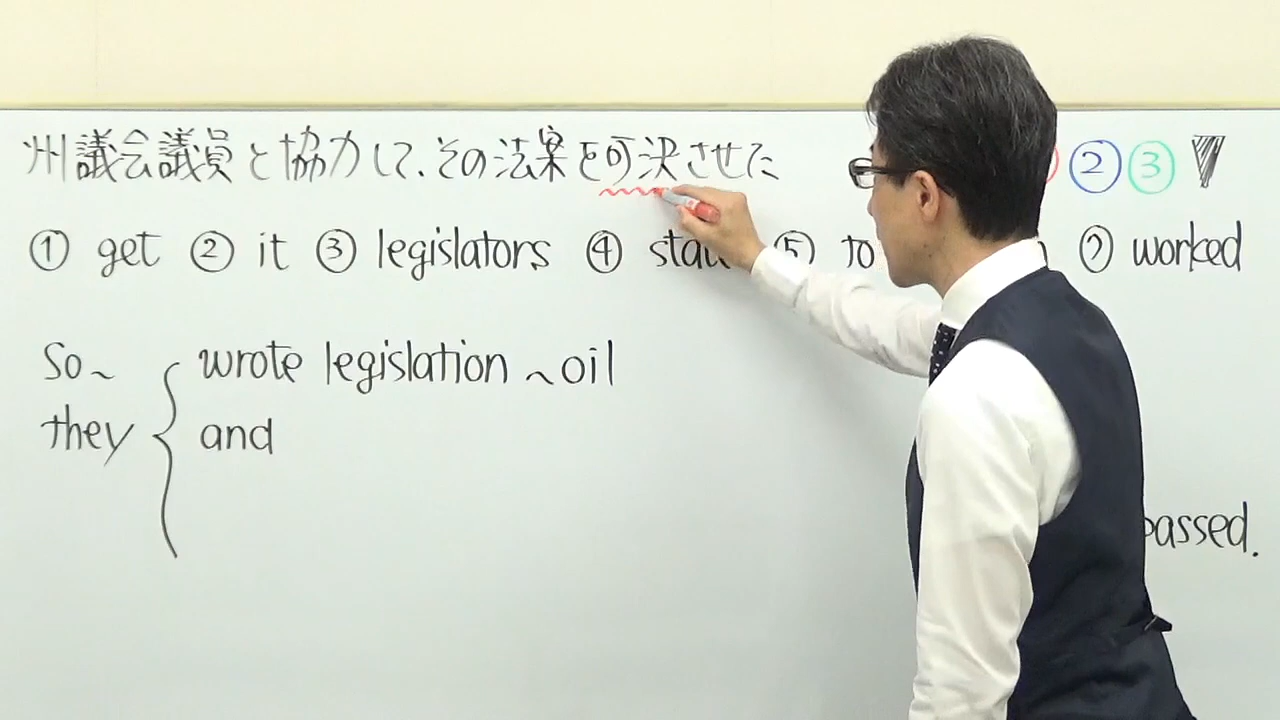 州議会議員と協力して、その法案を可決させた ② ③
① get ② it ③ legislators ④ ⑤ to ⑦ worked
So~ wrote legislation ~oil
they and
passed.